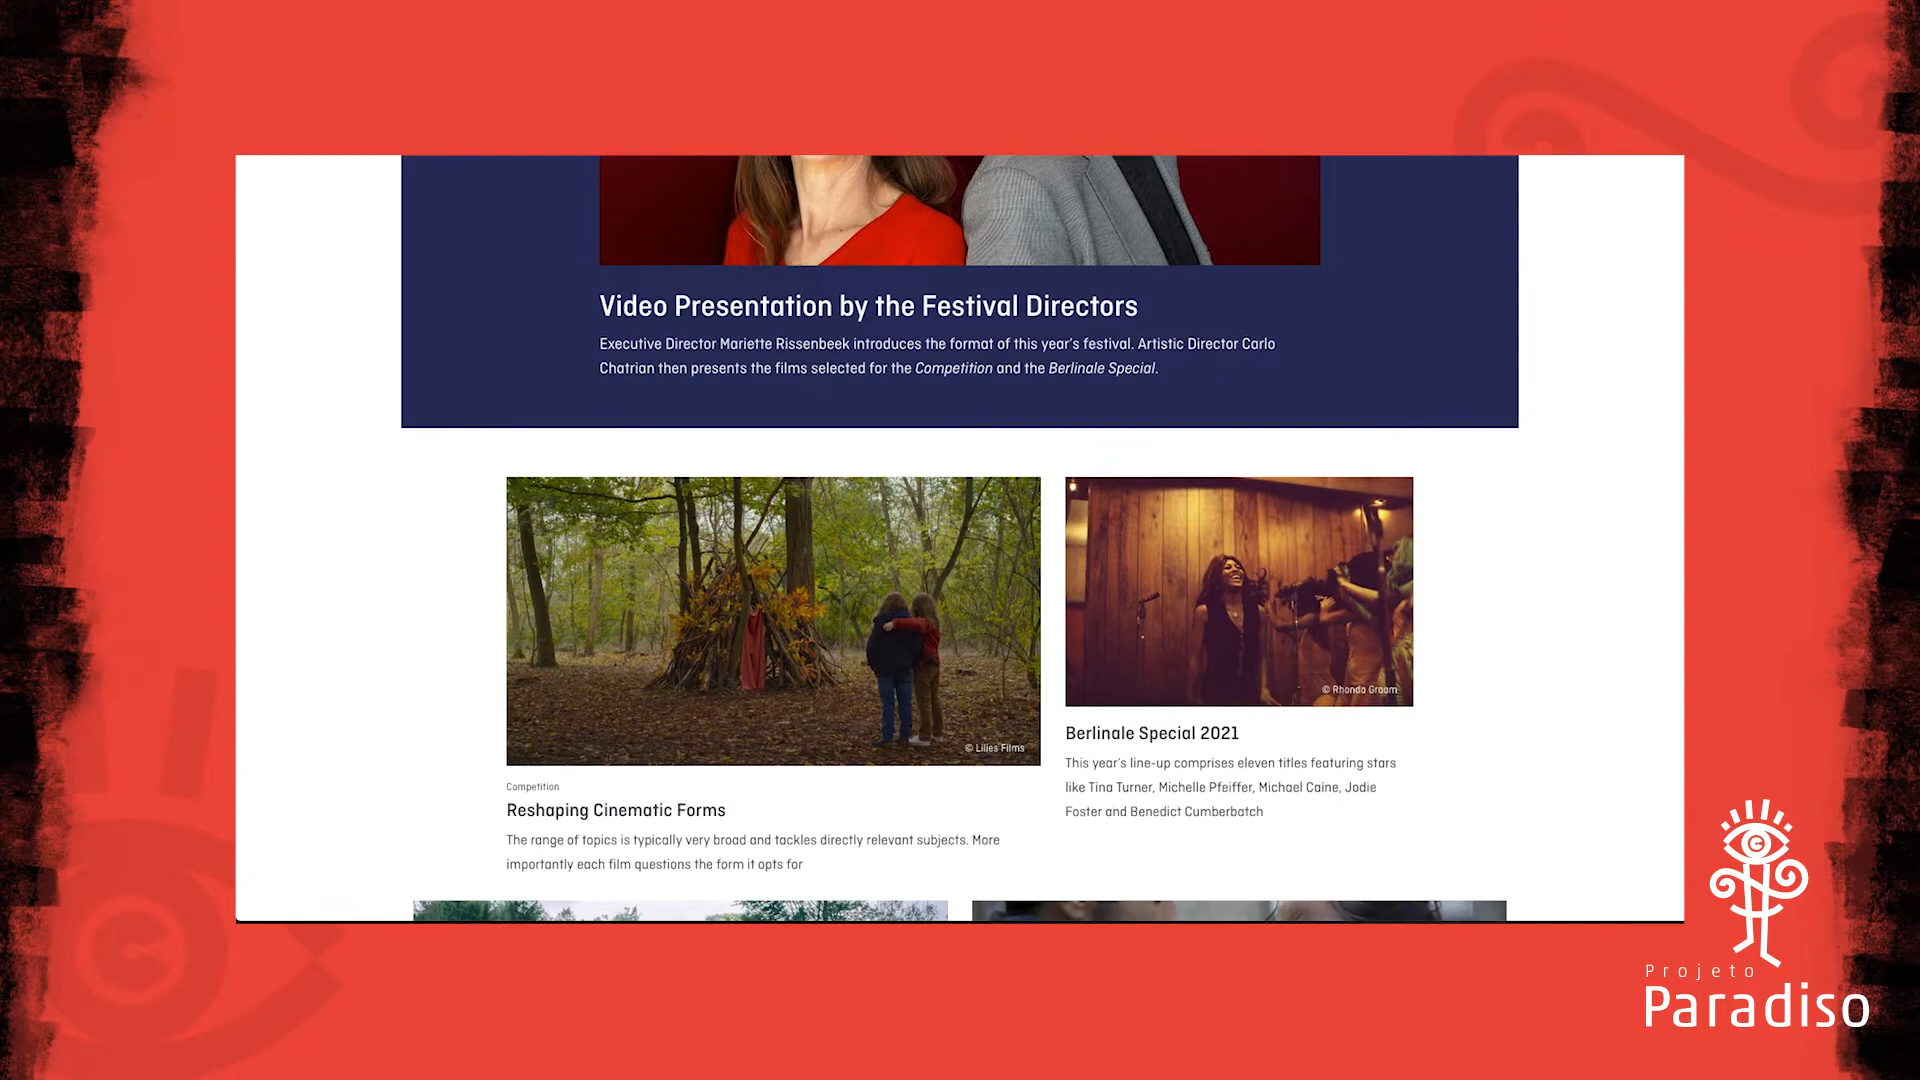 Video Presentation by the Festival Directors
Executive Director Mariette Rissenbeek introduces the format of this year's festival. Artistic Director Carlo
Chatrian then presents the films selected for the Competition and the Berlinale Special.
© Lilies Films
Competition
Reshaping Cinematic Forms
The range of topics is typically very broad and tackles directly relevant subjects. More
importantly each film questions the form it opts for
© Rhonda Graam
Berlinale Special 2021
This year's line-up comprises eleven titles featuring stars
like Tina Turner, Michelle Pfeiffer, Michael Caine, Jodie
Foster and Benedict Cumberbatch
Projeto
Paradiso